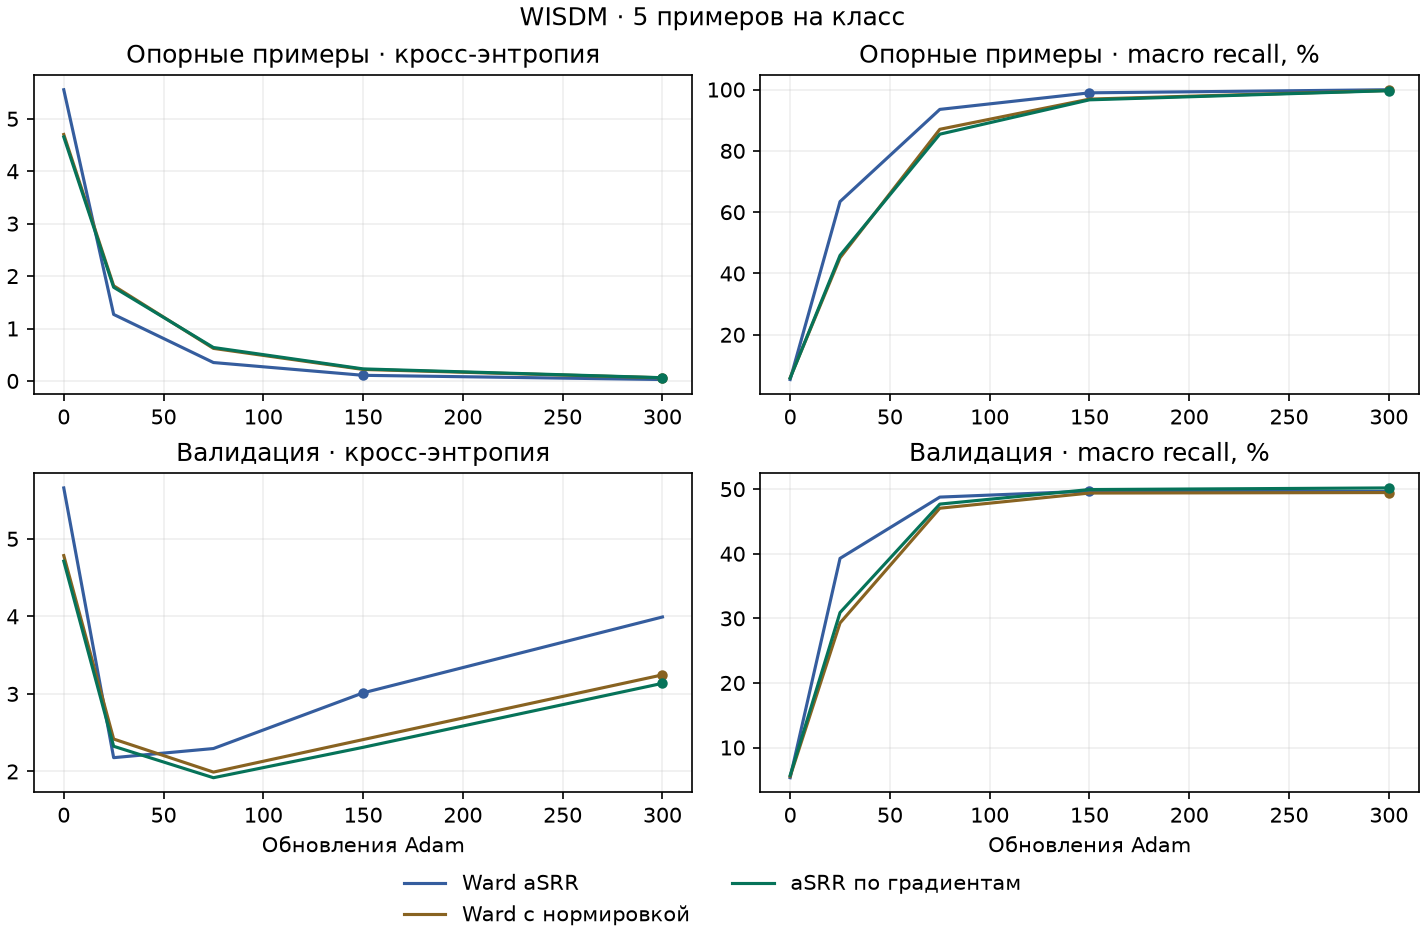 WISDM · 5 примеров на класс
Опорные примеры · кросс-энтропия
5
4
3
2
1
0
0 50 100 150 200 250 300
Опорные примеры · macro recall, %
100
80
60
40
20
0 50 100 150 200 250 300
Валидация · кросс-энтропия
5
4
3
2
0 50 100 150 200 250 300
Обновления Adam
Валидация · macro recall, %
50
40
30
20
10
0 50 100 150 200 250 300
Обновления Adam
Ward aSRR
Ward с нормировкой
aSRR по градиентам